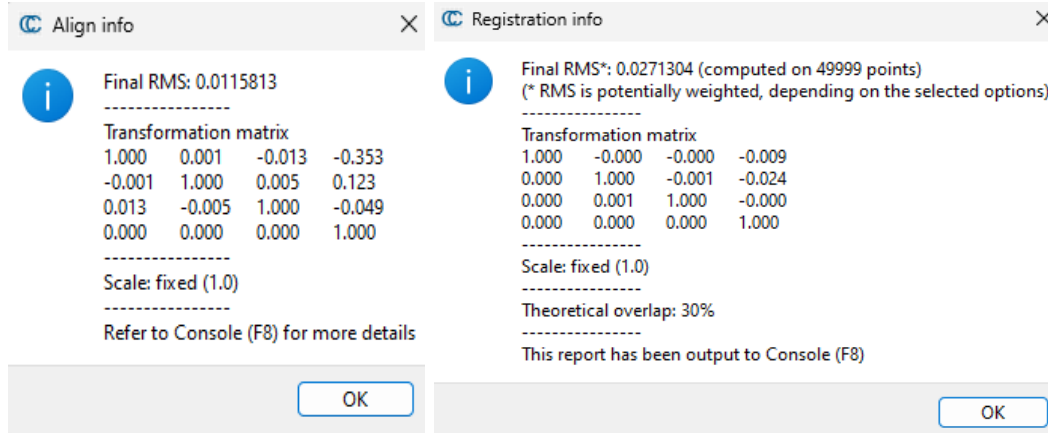 Align info
Final RMS: 0.0115813
----------------
Transformation matrix
1.000 0.001 -0.013 -0.353
-0.001 1.000 0.005 0.123
0.013 -0.005 1.000 -0.049
0.000 0.000 0.000 1.000
----------------
Scale: fixed (1.0)
----------------
Refer to Console (F8) for more details
OK
Registration info
Final RMS*: 0.0271304 (computed on 49999 points)
(* RMS is potentially weighted, depending on the selected options)
----------------
Transformation matrix
1.000 -0.000 -0.000 -0.009
0.000 1.000 -0.001 -0.024
0.000 0.001 1.000 -0.000
0.000 0.000 0.000 1.000
----------------
Scale: fixed (1.0)
----------------
Theoretical overlap: 30%
----------------
This report has been output to Console (F8)
OK